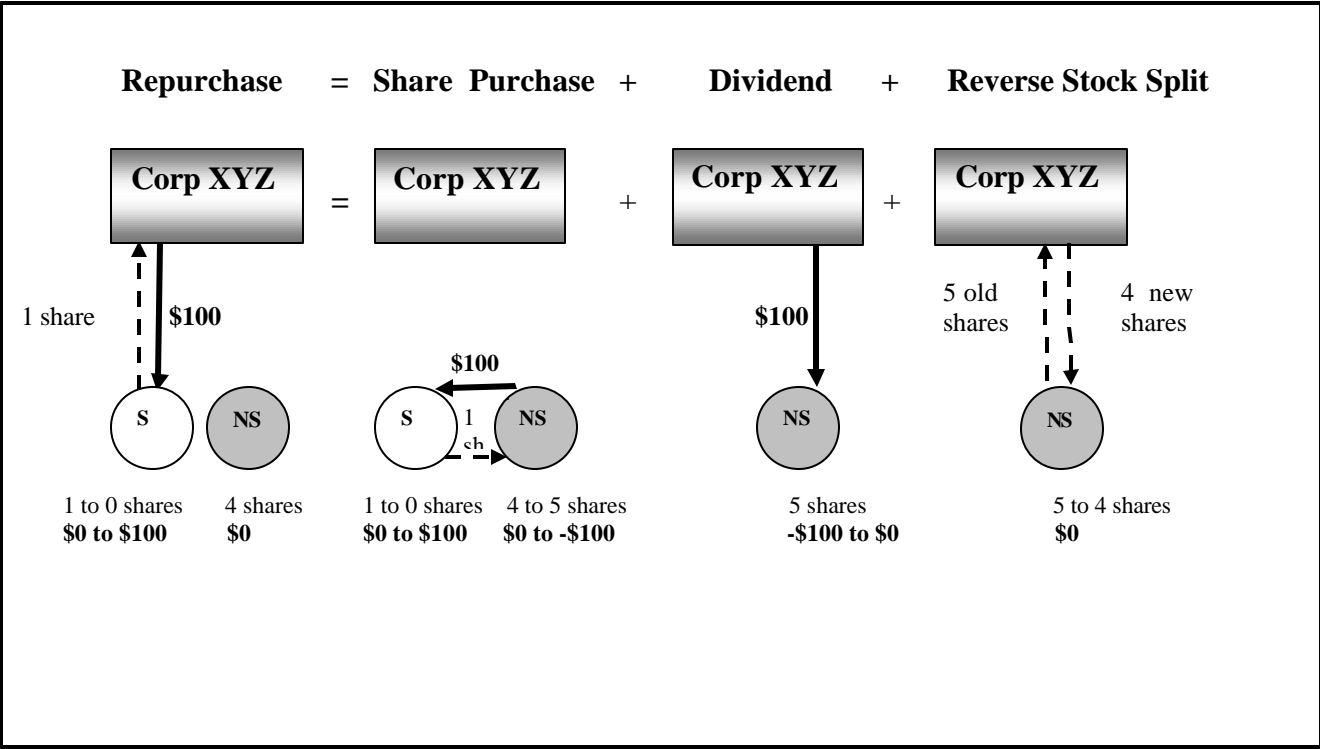 Repurchase = Share Purchase + Dividend + Reverse Stock Split
Corp XYZ = Corp XYZ + Corp XYZ + Corp XYZ
1 share
$100
S
NS
1 to 0 shares
$0 to $100
4 shares
$0
$100
S
1
sh
NS
1 to 0 shares
$0 to $100
4 to 5 shares
$0 to -$100
$100
NS
5 shares
-$100 to $0
5 old
shares
4 new
shares
NS
5 to 4 shares
$0